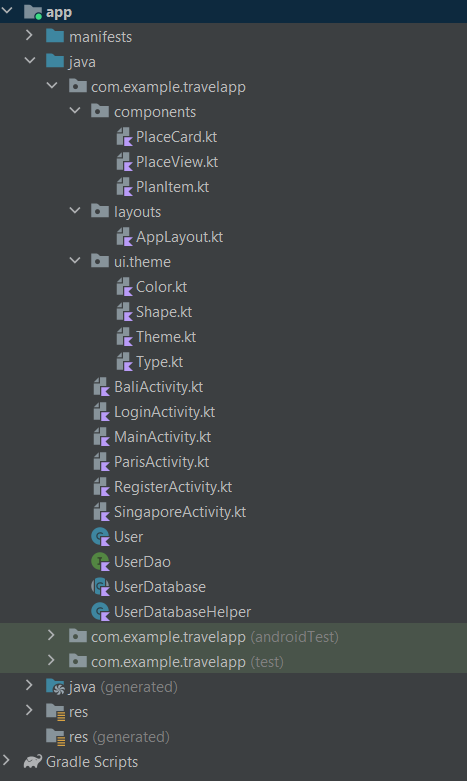 app
manifests
java
com.example.travelapp
components
PlaceCard.kt
PlaceView.kt
PlanItem.kt
layouts
AppLayout.kt
ui.theme
Color.kt
Shape.kt
Theme.kt
Type.kt
BaliActivity.kt
LoginActivity.kt
MainActivity.kt
ParisActivity.kt
RegisterActivity.kt
SingaporeActivity.kt
User
UserDao
UserDatabase
UserDatabaseHelper
com.example.travelapp (androidTest)
com.example.travelapp (test)
java (generated)
res
res (generated)
Gradle Scripts